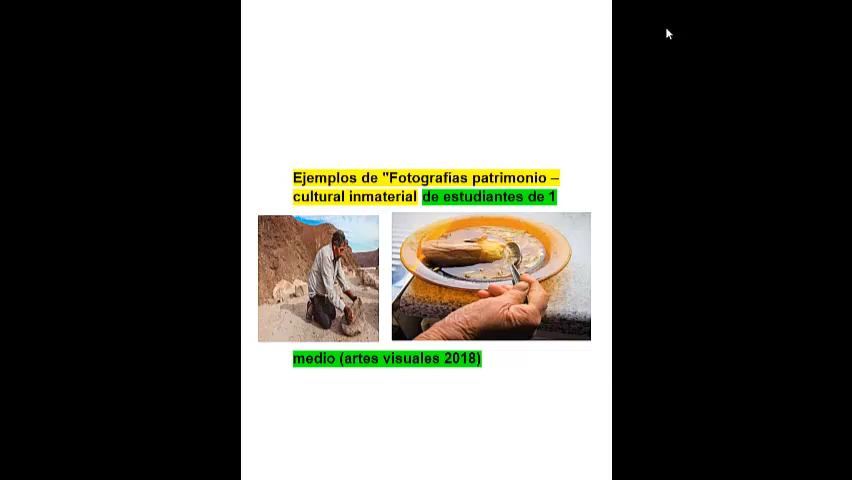 Ejemplos de "Fotografías patrimonio –
cultural inmaterial de estudiantes de 1
medio (artes visuales 2018)